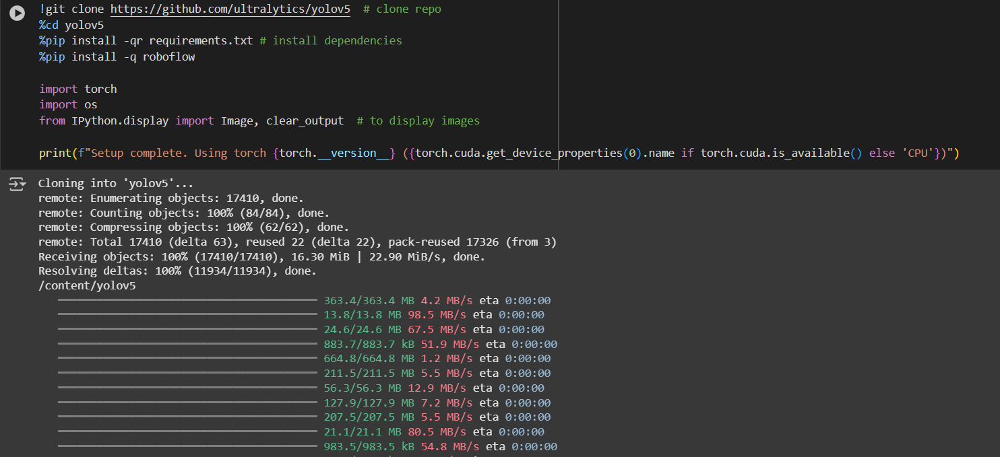 !git clone https://github.com/ultralytics/yolov5  # clone repo
%cd yolov5
%pip install -qr requirements.txt # install dependencies
%pip install -q roboflow
import torch
import os
from IPython.display import Image, clear_output  # to display images
print(f"Setup complete. Using torch {torch.__version__} ({torch.cuda.get_device_properties(0).name if torch.cuda.is_available() else 'CPU'})")
Cloning into 'yolov5'...
remote: Enumerating objects: 17410, done.
remote: Counting objects: 100% (84/84), done.
remote: Compressing objects: 100% (62/62), done.
remote: Total 17410 (delta 63), reused 22 (delta 22), pack-reused 17326 (from 3)
Receiving objects: 100% (17410/17410), 16.30 MiB | 22.90 MiB/s, done.
Resolving deltas: 100% (11934/11934), done.
/content/yolov5
363.4/363.4 MB 4.2 MB/s eta 0:00:00
13.8/13.8 MB 98.5 MB/s eta 0:00:00
24.6/24.6 MB 67.5 MB/s eta 0:00:00
883.7/883.7 kB 51.9 MB/s eta 0:00:00
664.8/664.8 MB 1.2 MB/s eta 0:00:00
211.5/211.5 MB 5.5 MB/s eta 0:00:00
56.3/56.3 MB 12.9 MB/s eta 0:00:00
127.9/127.9 MB 7.2 MB/s eta 0:00:00
207.5/207.5 MB 5.5 MB/s eta 0:00:00
21.1/21.1 MB 80.5 MB/s eta 0:00:00
983.5/983.5 kB 54.8 MB/s eta 0:00:00